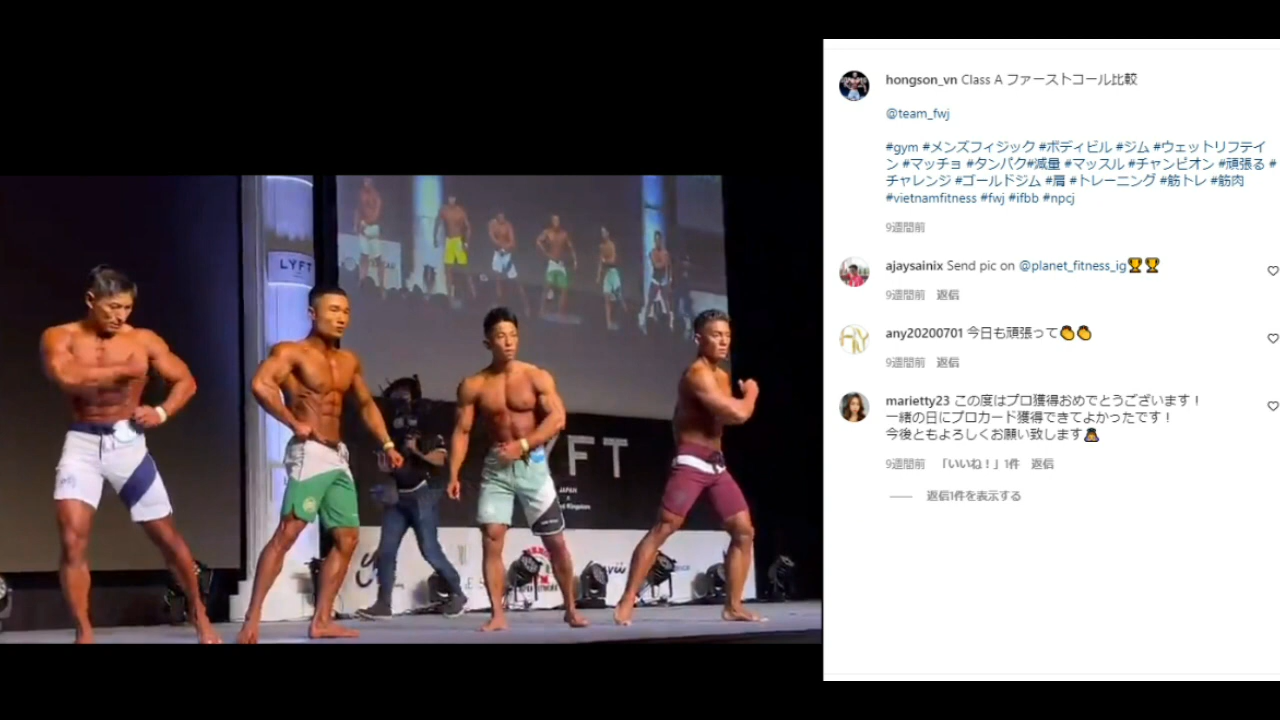 hongson_vn Class A ファーストコール比較
@team_fwj
#gym #メンズフィジック #ボディビル #ジム #ウェットリフテイ
ン #マッチョ #タンパク#減量 #マッスル #チャンピオン #頑張る #
チャレンジ #ゴールドジム #肩 #トレーニング #筋トレ #筋肉
#vietnamfitness #fwj #ifbb #npcj
9週間前
ajaysainix Send pic on @planet_fitness_ig🏆🏆
9週間前 返信
any20200701 今日も頑張って👏👏
9週間前 返信
marietty23 この度はプロ獲得おめでとうございます！
一緒の日にプロカード獲得できてよかったです！
今後ともよろしくお願い致します🙇
9週間前 「いいね！」1件 返信
返信1件を表示する
LYFT
YFT
JAPAN